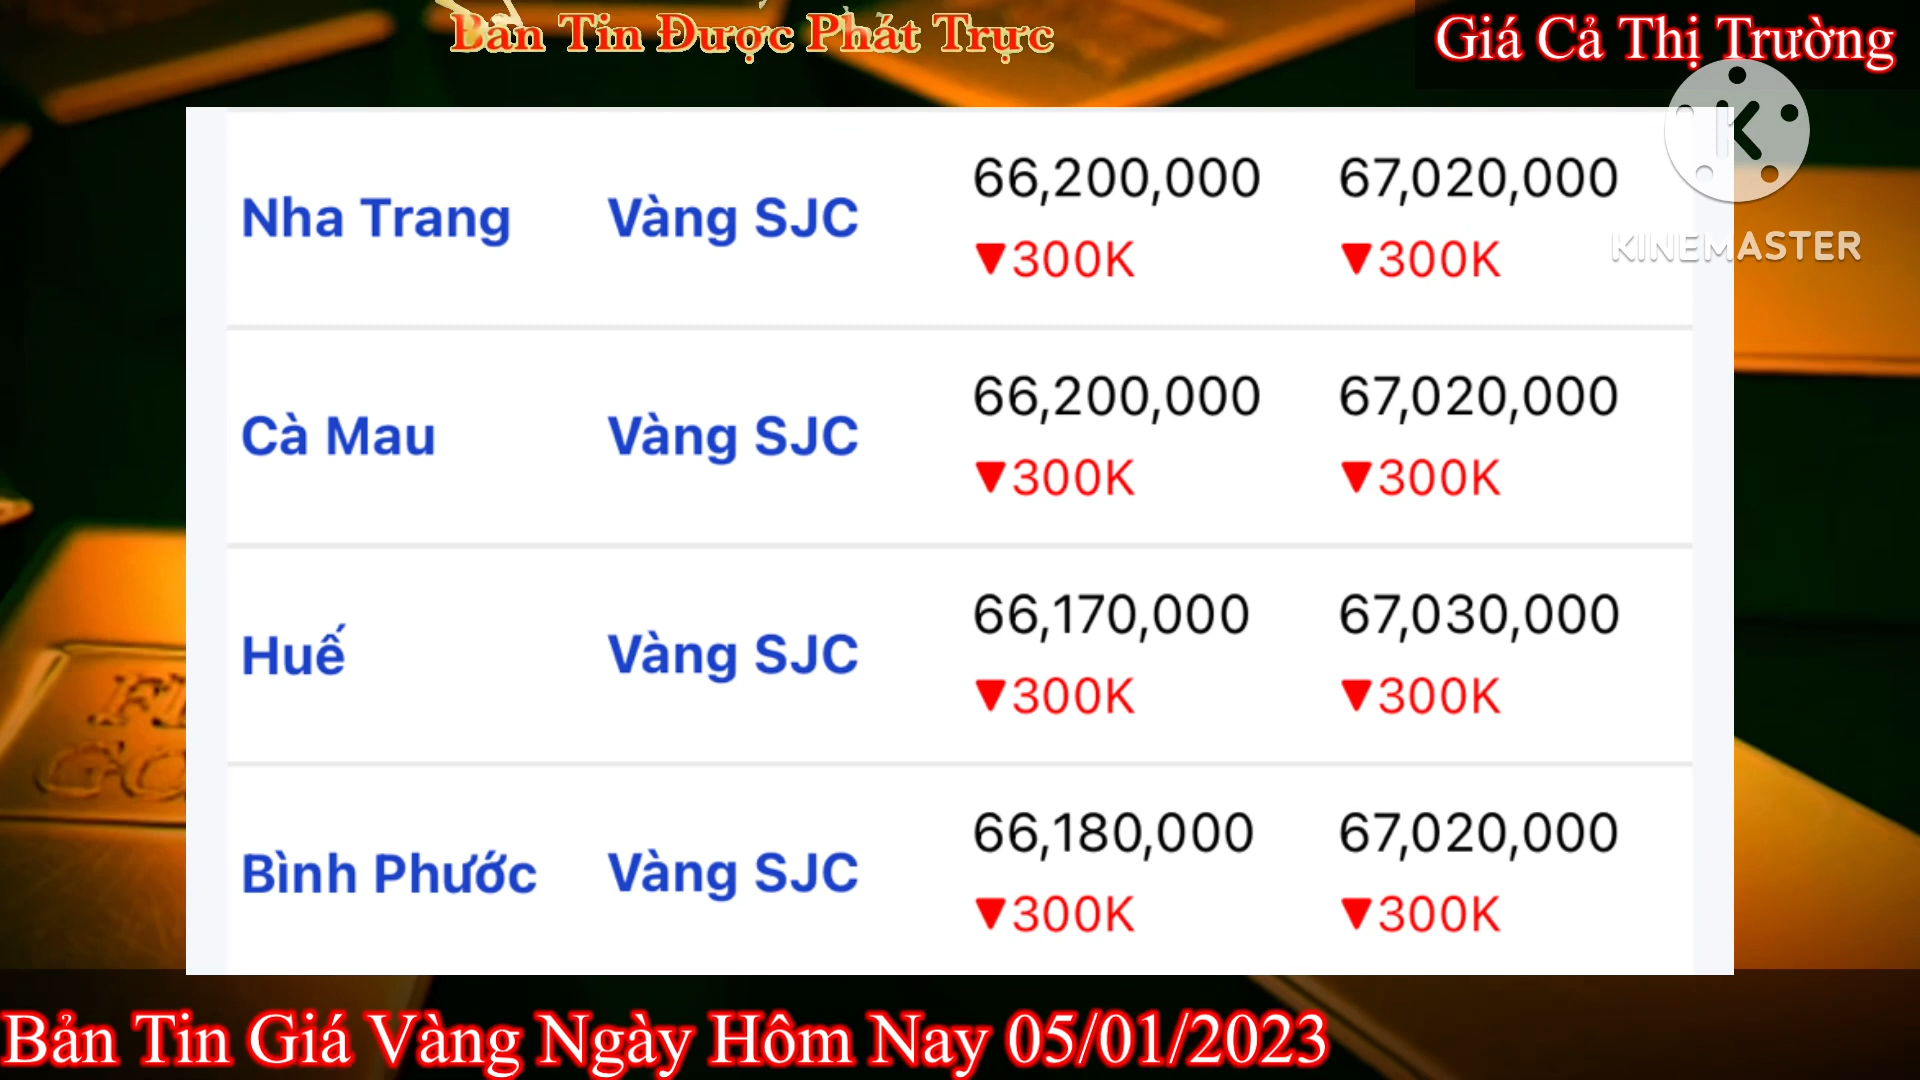 Bản Tin Được Phát Trực
Giá Cả Thị Trường
KINEMASTER
Nha Trang Vàng SJC 66,200,000 67,020,000
▼300K ▼300K
Cà Mau Vàng SJC 66,200,000 67,020,000
▼300K ▼300K
Huế Vàng SJC 66,170,000 67,030,000
▼300K ▼300K
Bình Phước Vàng SJC 66,180,000 67,020,000
▼300K ▼300K
Bản Tin Giá Vàng Ngày Hôm Nay 05/01/2023